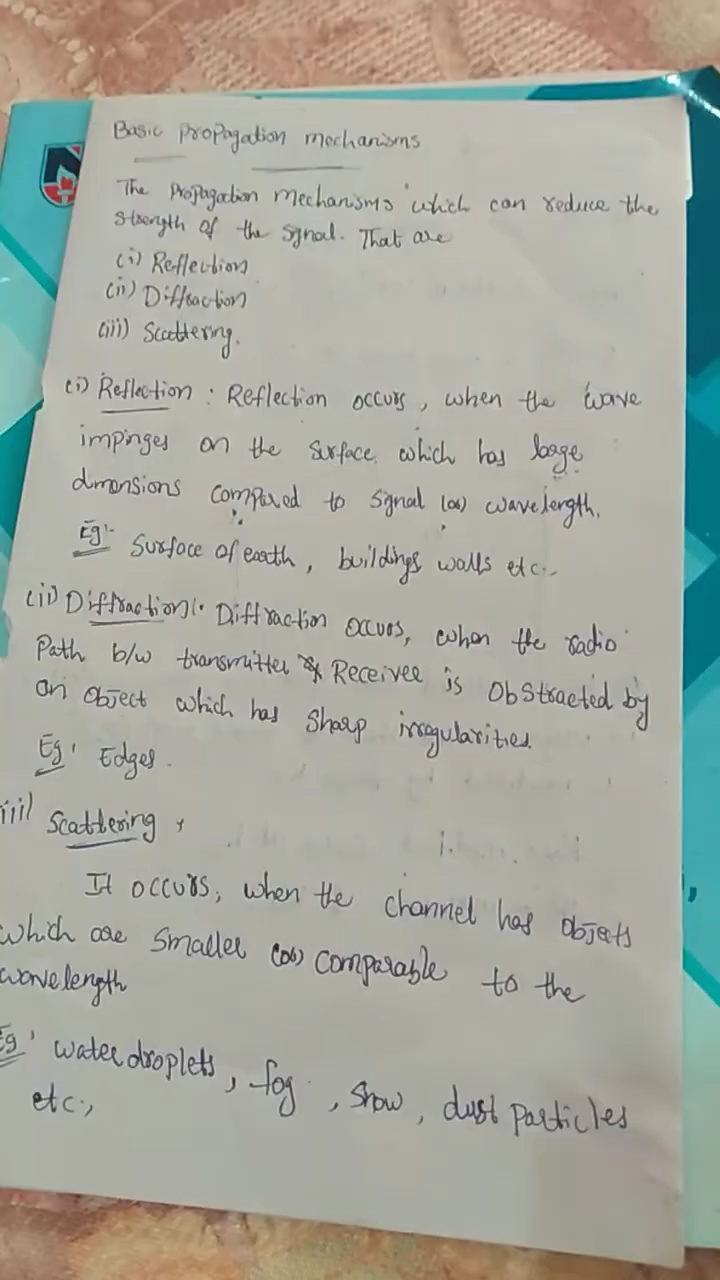 Basic Propagation mechanisms
The Propagation Mechanisms which can reduce the
strength of the signal. That are
(i) Reflection
(ii) Diffraction
(iii) Scattering.
(i) Reflection : Reflection occurs, when the wave
impinges on the surface which has large
dmensions compared to signal (or) wavelength.
Eg:- Surface of earth, buildings walls etc.,
(ii) Diffraction:. Diffraction occurs, when the radio
Path b/w transmitter & Receiver is Obstracted by
an object which has sharp irregularities.
Eg: Edges.
iii) Scattering:
It occurs, when the channel has objects
which are smaller (or) comparable to the
wavelength
Eg: water droplets, fog, snow, dust particles
etc.,
N